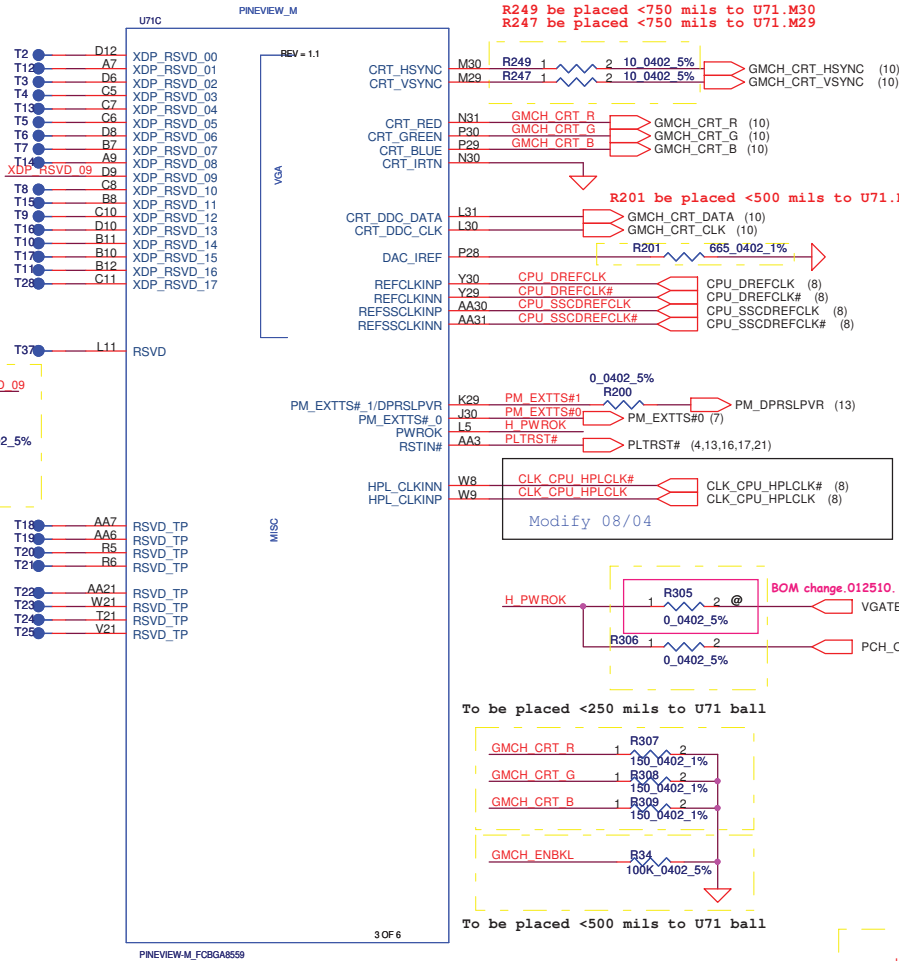 PINEVIEW_M
U71C
REV = 1.1
R249 be placed <750 mils to U71.M30
R247 be placed <750 mils to U71.M29
T2 D12 XDP_RSVD_00
T12 A7 XDP_RSVD_01
T3 D6 XDP_RSVD_02
T4 C5 XDP_RSVD_03
T13 C7 XDP_RSVD_04
T5 C6 XDP_RSVD_05
T6 D8 XDP_RSVD_06
T7 B7 XDP_RSVD_07
T14 A9 XDP_RSVD_08
XDP_RSVD_09 D9 XDP_RSVD_09
T8 C8 XDP_RSVD_10
T15 B8 XDP_RSVD_11
T9 C10 XDP_RSVD_12
T16 D10 XDP_RSVD_13
T10 B11 XDP_RSVD_14
T17 B10 XDP_RSVD_15
T11 B12 XDP_RSVD_16
T28 C11 XDP_RSVD_17
T37 L11 RSVD
D_09
2_5%
T18 AA7 RSVD_TP
T19 AA6 RSVD_TP
T20 R5 RSVD_TP
T21 R6 RSVD_TP
T22 AA21 RSVD_TP
T23 W21 RSVD_TP
T24 T21 RSVD_TP
T25 V21 RSVD_TP
VGA
MISC
CRT_HSYNC M30 R249 1 2 10_0402_5% GMCH_CRT_HSYNC (10)
CRT_VSYNC M29 R247 1 2 10_0402_5% GMCH_CRT_VSYNC (10)
CRT_RED N31 GMCH_CRT_R GMCH_CRT_R (10)
CRT_GREEN P30 GMCH_CRT_G GMCH_CRT_G (10)
CRT_BLUE P29 GMCH_CRT_B GMCH_CRT_B (10)
CRT_IRTN N30
R201 be placed <500 mils to U71.
CRT_DDC_DATA L31 GMCH_CRT_DATA (10)
CRT_DDC_CLK L30 GMCH_CRT_CLK (10)
DAC_IREF P28 R201 665_0402_1%
REFCLKINP Y30 CPU_DREFCLK CPU_DREFCLK (8)
REFCLKINN Y29 CPU_DREFCLK# CPU_DREFCLK# (8)
REFSSCLKINP AA30 CPU_SSCDREFCLK CPU_SSCDREFCLK (8)
REFSSCLKINN AA31 CPU_SSCDREFCLK# CPU_SSCDREFCLK# (8)
0_0402_5%
R200
PM_EXTTS#_1/DPRSLPVR K29 PM_EXTTS#1 PM_DPRSLPVR (13)
PM_EXTTS#_0 J30 PM_EXTTS#0 PM_EXTTS#0 (7)
PWROK L5 H_PWROK
RSTIN# AA3 PLTRST# PLTRST# (4,13,16,17,21)
HPL_CLKINN W8 CLK_CPU_HPLCLK# CLK_CPU_HPLCLK# (8)
HPL_CLKINP W9 CLK_CPU_HPLCLK CLK_CPU_HPLCLK (8)
Modify 08/04
BOM change.012510.
H_PWROK 1 R305 2 @ VGATE
0_0402_5%
R306 1 2 PCH_
0_0402_5%
To be placed <250 mils to U71 ball
GMCH_CRT_R 1 R307 2
150_0402_1%
GMCH_CRT_G 1 R308 2
150_0402_1%
GMCH_CRT_B 1 R309 2
150_0402_1%
GMCH_ENBKL R34
100K_0402_5%
To be placed <500 mils to U71 ball
3 OF 6
PINEVIEW-M_FCBGA8559